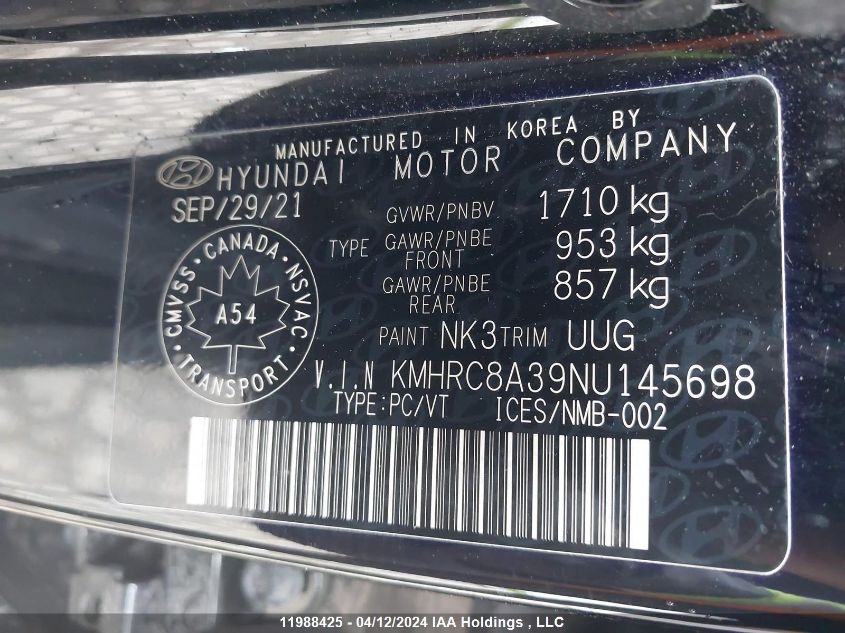 MANUFACTURED IN KOREA BY
HYUNDAI MOTOR COMPANY
SEP/29/21
GVWR/PNBV 1710 kg
TYPE GAWR/PNBE FRONT 953 kg
GAWR/PNBE REAR 857 kg
CANADA
CMVSS
NSVAC
A54
TRANSPORT
PAINT NK3 TRIM UUG
V.I.N KMHRC8A39NU145698
TYPE:PC/VT ICES/NMB-002
11988425 - 04/12/2024 IAA Holdings , LLC